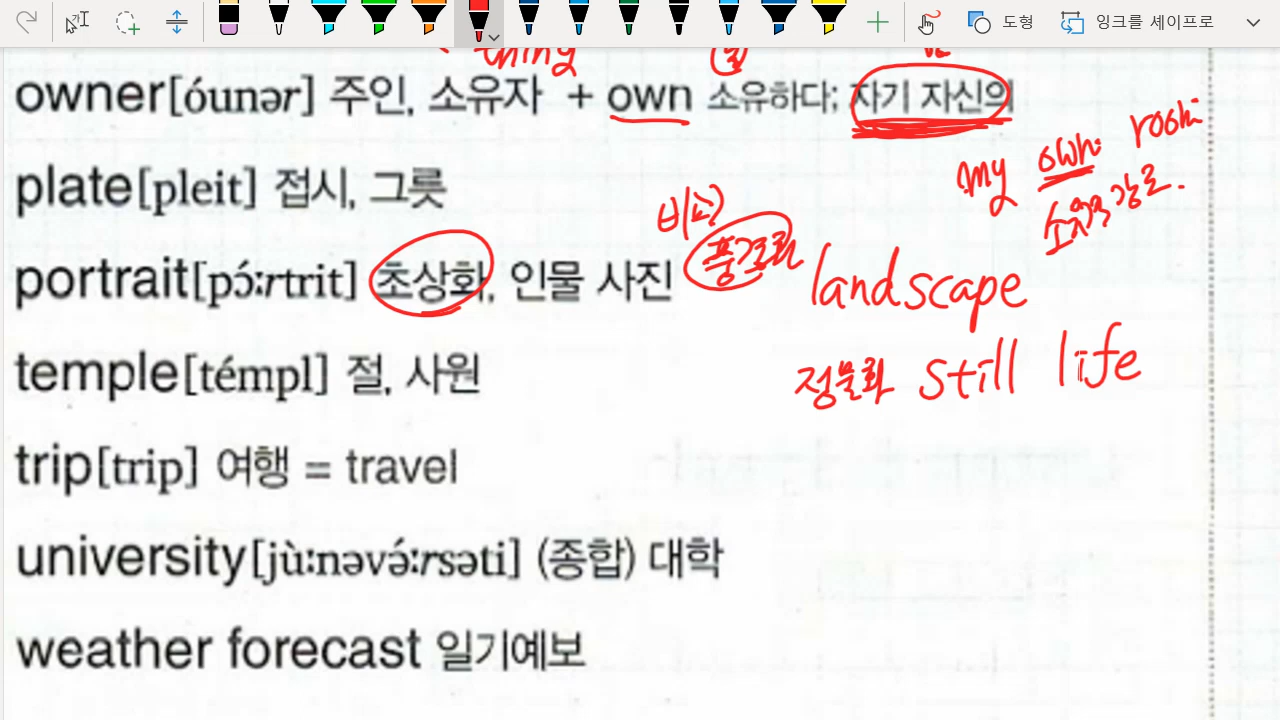 도형 잉크를 셰이프로
thing
owner[óunər] 주인, 소유자 + own 소유하다; 자기 자신의
my own room
소유격 강조.
plate[pleit] 접시, 그릇
비교)
portrait[pɔ́ːrtrit] 초상화, 인물 사진 풍경화 landscape
정물화 still life
temple[témpl] 절, 사원
trip[trip] 여행 = travel
university[jùːnəvə́ːrsəti] (종합) 대학
weather forecast 일기예보